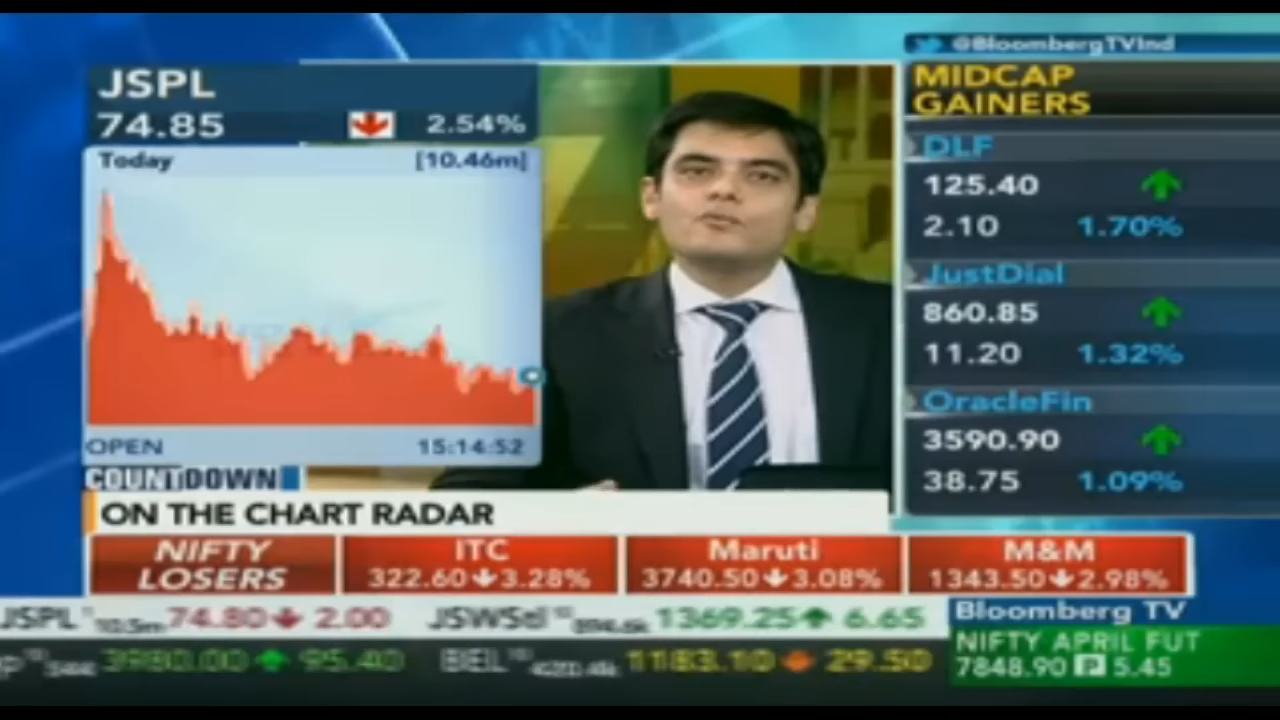 @BloombergTVInd
JSPL
74.85 2.54%
Today [10.46m]
OPEN 15:14:52
COUNTDOWN
ON THE CHART RADAR
MIDCAP
GAINERS
DLF
125.40
2.10 1.70%
JustDial
860.85
11.20 1.32%
OracleFin
3590.90
38.75 1.09%
NIFTY
LOSERS
ITC
322.60 3.28%
Maruti
3740.50 3.08%
M&M
1343.50 2.98%
JSPL 10.5m 74.80 2.00 JSWStl 1369.25 6.65
3980.00 95.40 BEL 1183.10 29.50
Bloomberg TV
NIFTY APRIL FUT
7848.90 P 5.45